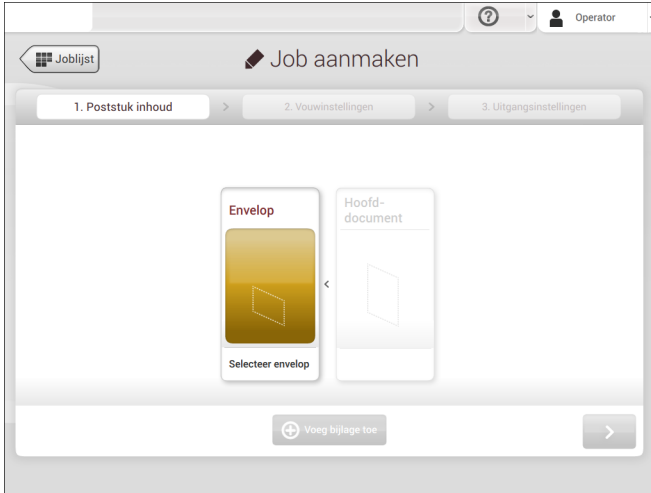 Operator
Joblijst
Job aanmaken
1. Poststuk inhoud
2. Vouwinstellingen
3. Uitgangsinstellingen
Envelop
Selecteer envelop
Hoofd-
document
Voeg bijlage toe